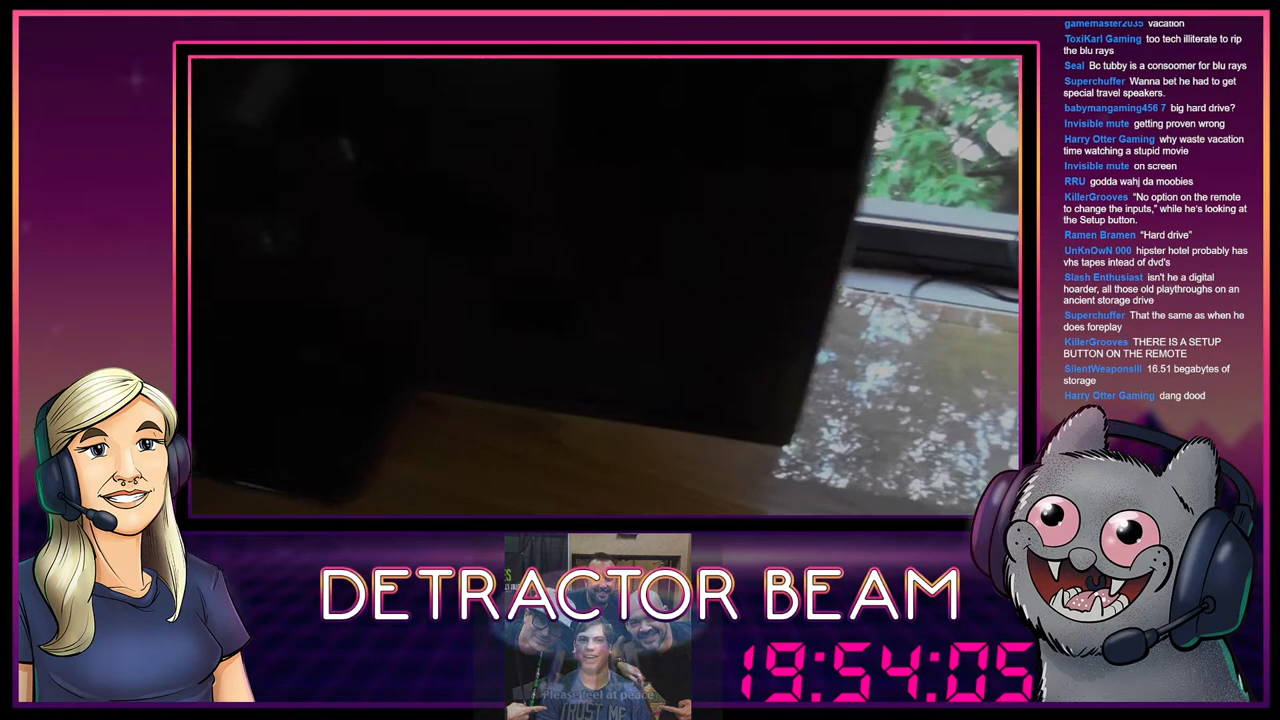 gamemaster2035 vacation
ToxiKarl Gaming too tech illiterate to rip
the blu rays
Seal Bc tubby is a consoomer for blu rays
Superchuffer Wanna bet he had to get
special travel speakers.
babymangaming456 7 big hard drive?
Invisible mute getting proven wrong
Harry Otter Gaming why waste vacation
time watching a stupid movie
Invisible mute on screen
RRU godda wahj da moobies
KillerGrooves “No option on the remote
to change the inputs,” while he's looking at
the Setup button.
Ramen Bramen “Hard drive”
UnKnOwN 000 hipster hotel probably has
vhs tapes intead of dvd's
Slash Enthusiast isn't he a digital
hoarder, all those old playthroughs on an
ancient storage drive
Superchuffer That the same as when he
does foreplay
KillerGrooves THERE IS A SETUP
BUTTON ON THE REMOTE
SilentWeaponsIII 16.51 begabytes of
storage
Harry Otter Gaming dang dood
DETRACTOR BEAM
Please feel at peace
TRUST ME
19:54:05